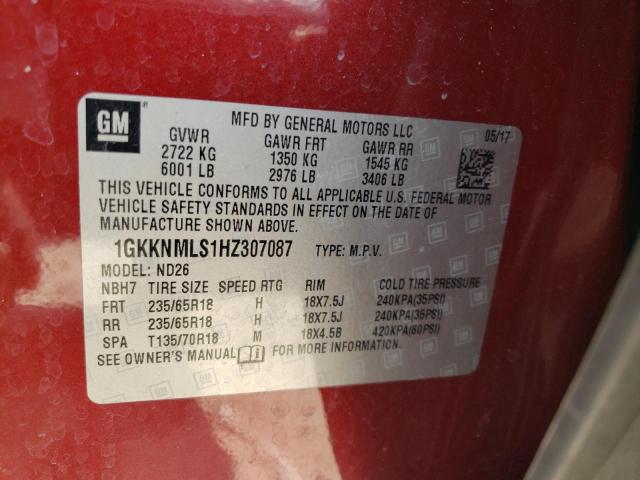 GM
MFD BY GENERAL MOTORS LLC
05/17
GVWR GAWR FRT GAWR RR
2722 KG 1350 KG 1545 KG
6001 LB 2976 LB 3406 LB
THIS VEHICLE CONFORMS TO ALL APPLICABLE U.S. FEDERAL MOTOR
VEHICLE SAFETY STANDARDS IN EFFECT ON THE DATE OF
MANUFACTURE SHOWN ABOVE.
1GKKNMLS1HZ307087 TYPE: M.P.V.
MODEL: ND26
NBH7 TIRE SIZE SPEED RTG RIM COLD TIRE PRESSURE
FRT 235/65R18 H 18X7.5J 240KPA(35PSI)
RR 235/65R18 H 18X7.5J 240KPA(35PSI)
SPA T135/70R18 M 18X4.5B 420KPA(60PSI)
SEE OWNER'S MANUAL FOR MORE INFORMATION.